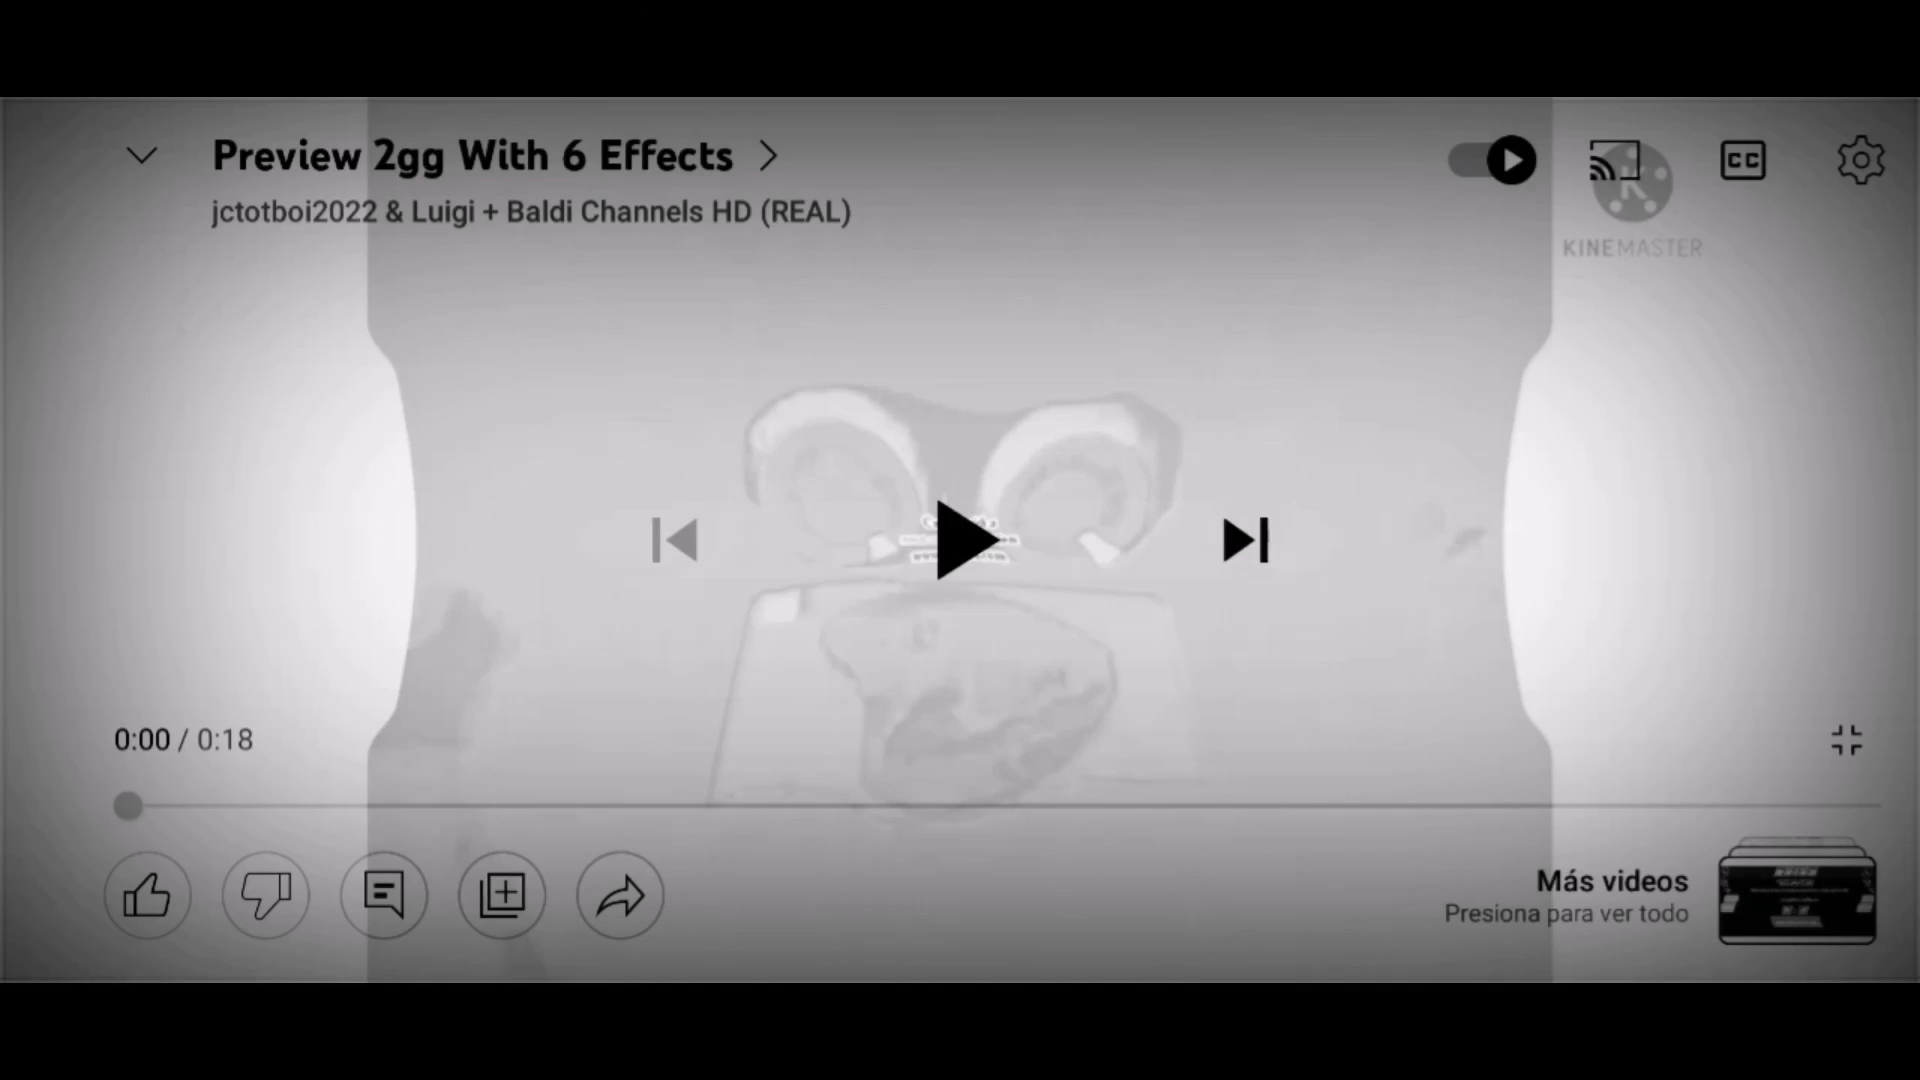 Preview 2gg With 6 Effects
jctotboi2022 & Luigi + Baldi Channels HD (REAL)
CC
K
KINEMASTER
0:00 / 0:18
Más videos
Presiona para ver todo